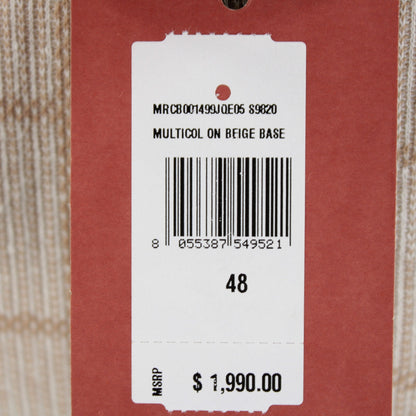 MRCB001499JQE05 S9820
MULTICOL ON BEIGE BASE
8 055387 549521
48
MSRP $ 1,990.00